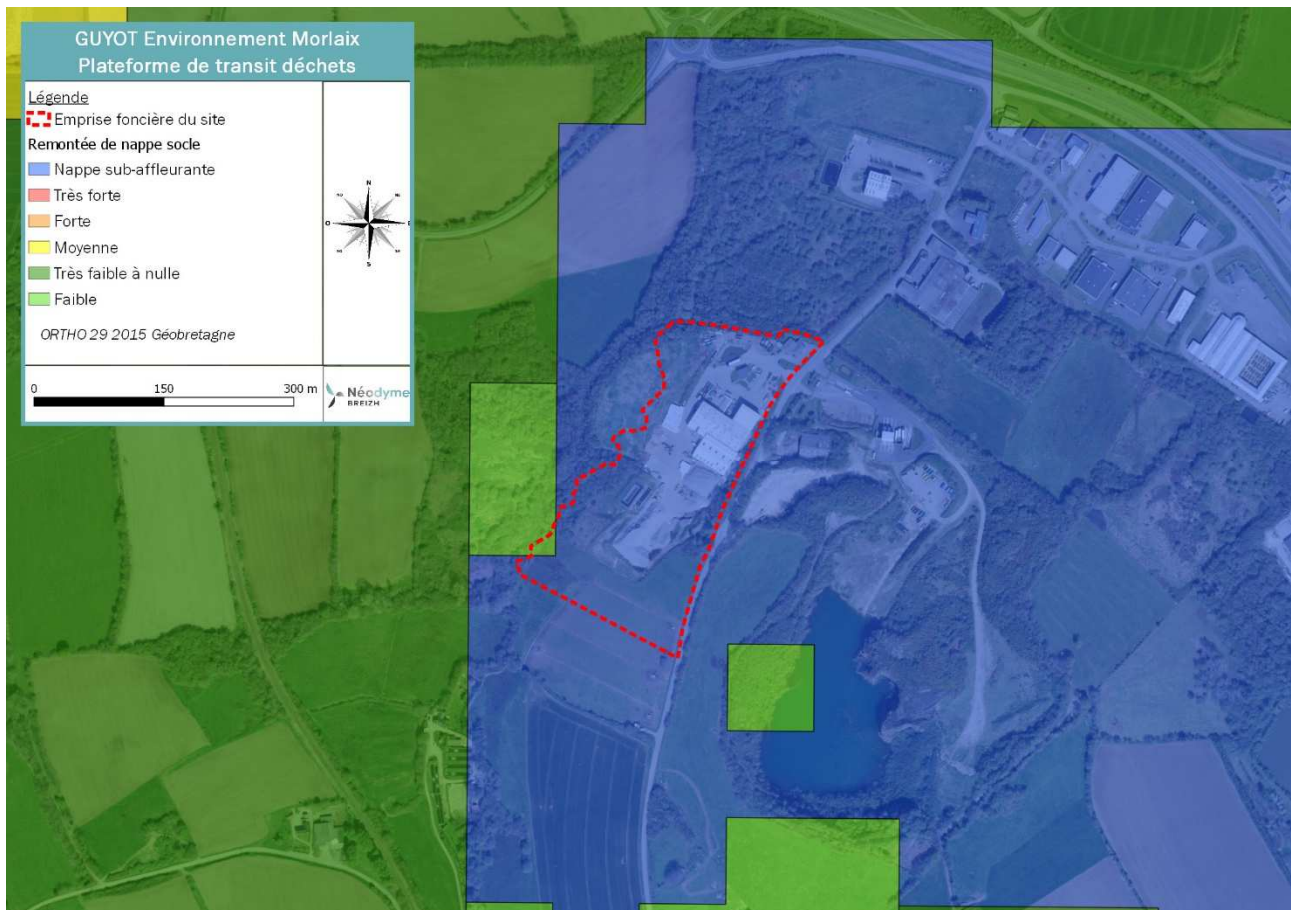 GUYOT Environnement Morlaix
Plateforme de transit déchets
Légende
Emprise foncière du site
Remontée de nappe socle
Nappe sub-affleurante
Très forte
Forte
Moyenne
Très faible à nulle
Faible
ORTHO 29 2015 Géobretagne
N
O
S
0 150 300 m
Néodyme
BREIZH